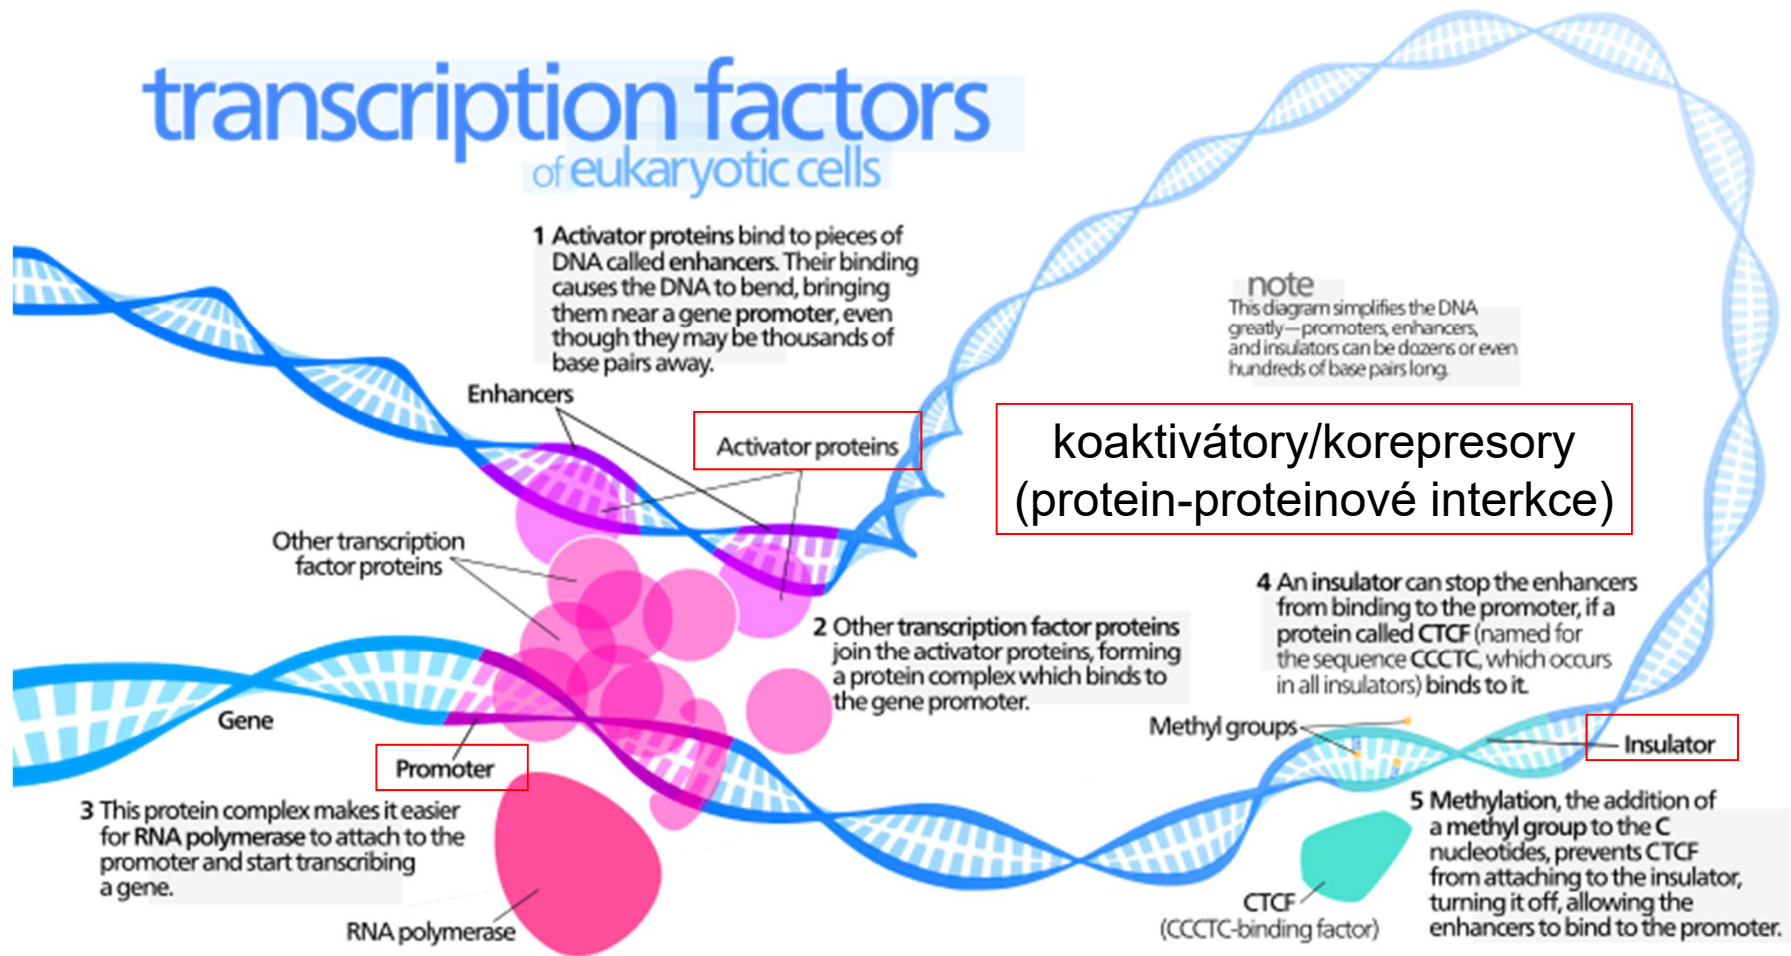 transcription factors
of eukaryotic cells
1 Activator proteins bind to pieces of
DNA called enhancers. Their binding
causes the DNA to bend, bringing
them near a gene promoter, even
though they may be thousands of
base pairs away.
note
This diagram simplifies the DNA
greatly—promoters, enhancers,
and insulators can be dozens or even
hundreds of base pairs long.
Enhancers
Activator proteins
koaktivátory/korepresory
(protein-proteinové interkce)
Other transcription
factor proteins
2 Other transcription factor proteins
join the activator proteins, forming
a protein complex which binds to
the gene promoter.
4 An insulator can stop the enhancers
from binding to the promoter, if a
protein called CTCF (named for
the sequence CCCTC, which occurs
in all insulators) binds to it.
Gene
Methyl groups
Insulator
Promoter
3 This protein complex makes it easier
for RNA polymerase to attach to the
promoter and start transcribing
a gene.
RNA polymerase
5 Methylation, the addition of
a methyl group to the C
nucleotides, prevents CTCF
from attaching to the insulator,
turning it off, allowing the
enhancers to bind to the promoter.
CTCF
(CCCTC-binding factor)